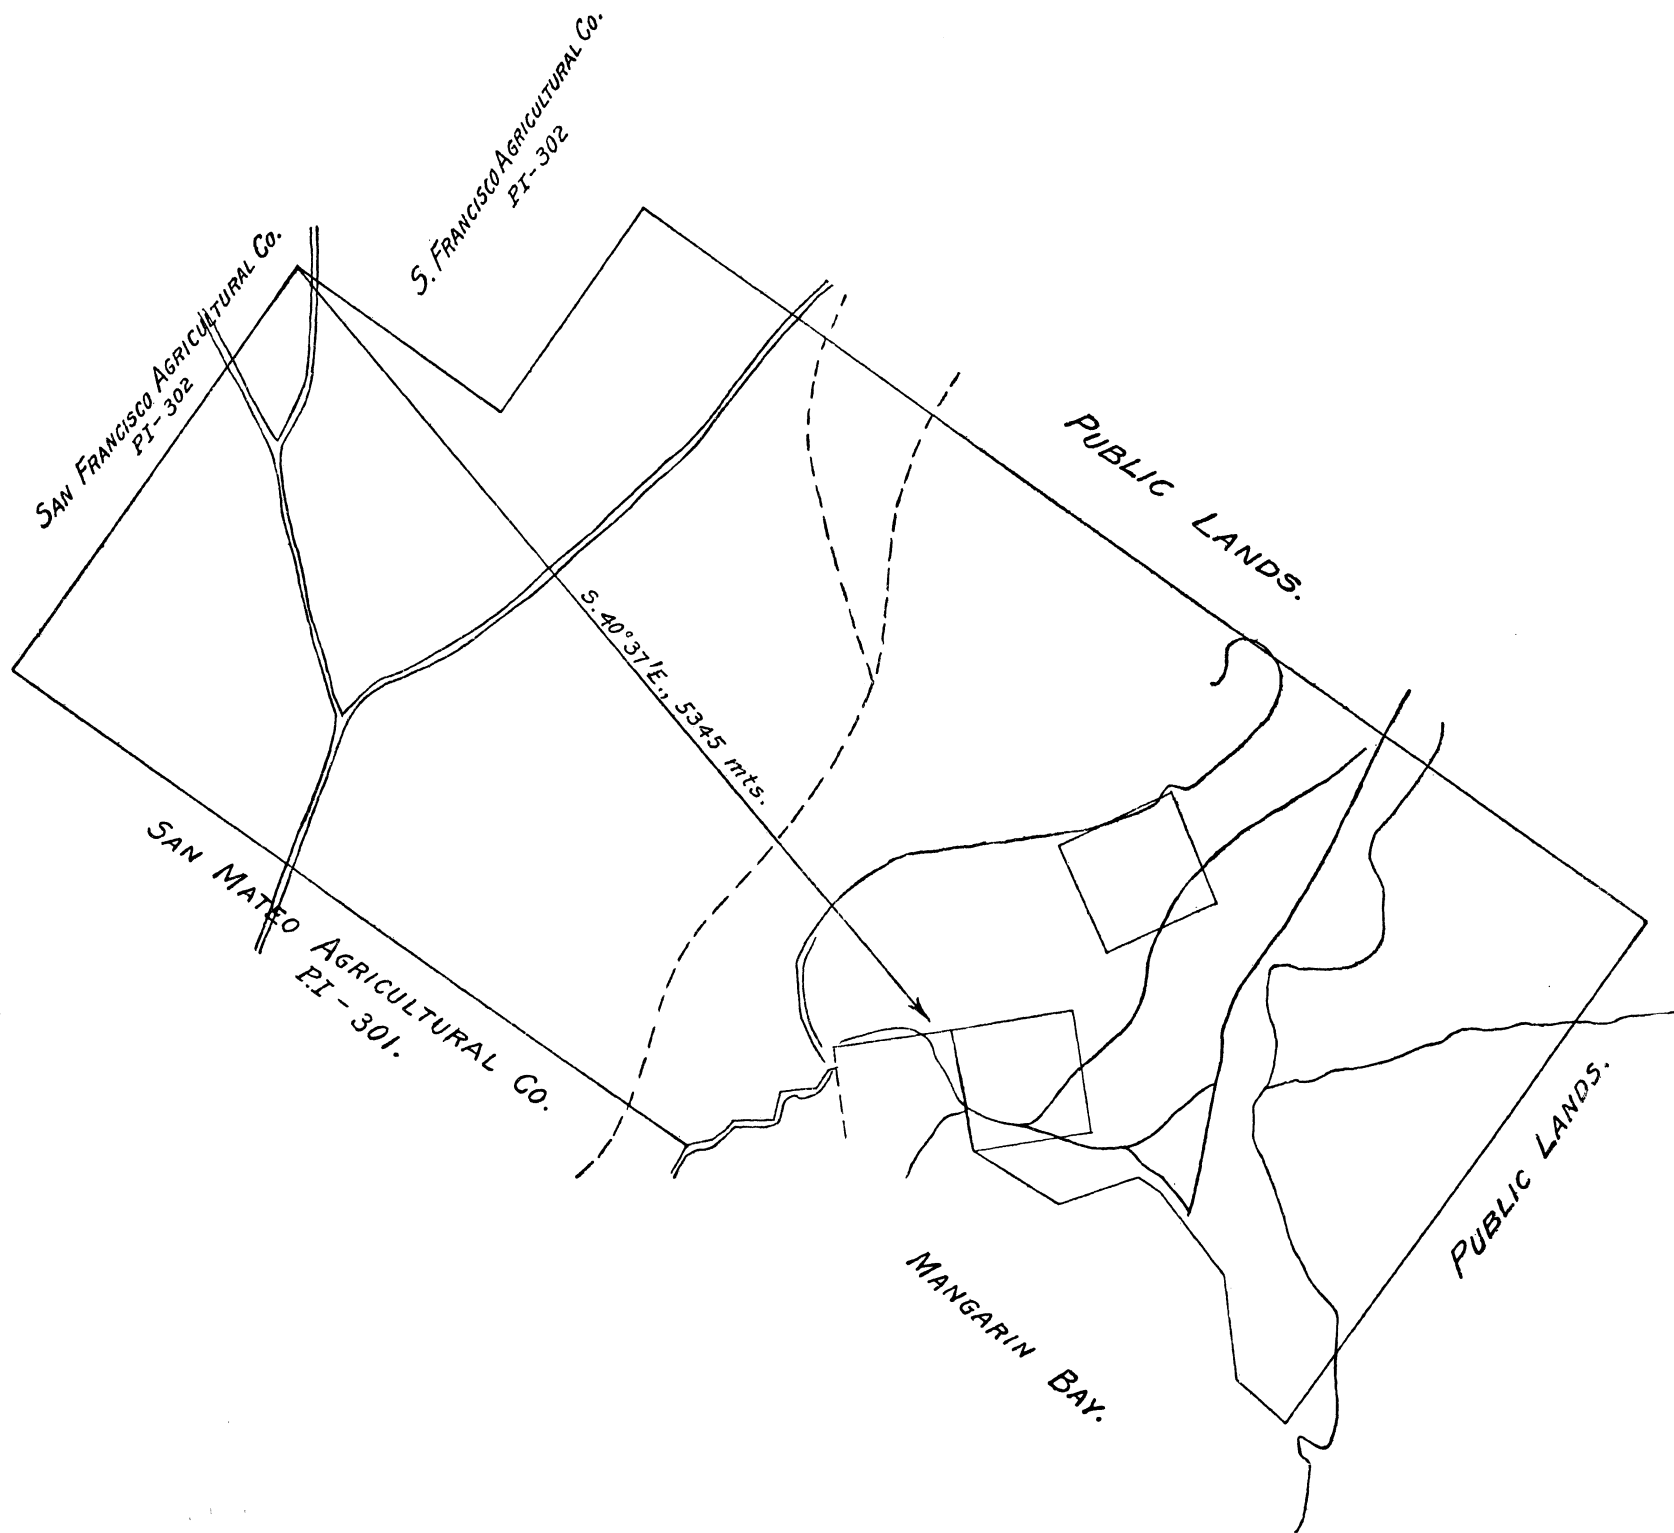 S. FRANCISCO AGRICULTURAL CO.
PI-302
SAN FRANCISCO AGRICULTURAL CO.
PI-302
PUBLIC LANDS.
S. 40°37'E., 5345 mts.
SAN MATEO AGRICULTURAL CO.
P.I-301.
PUBLIC LANDS.
MANGARIN BAY.